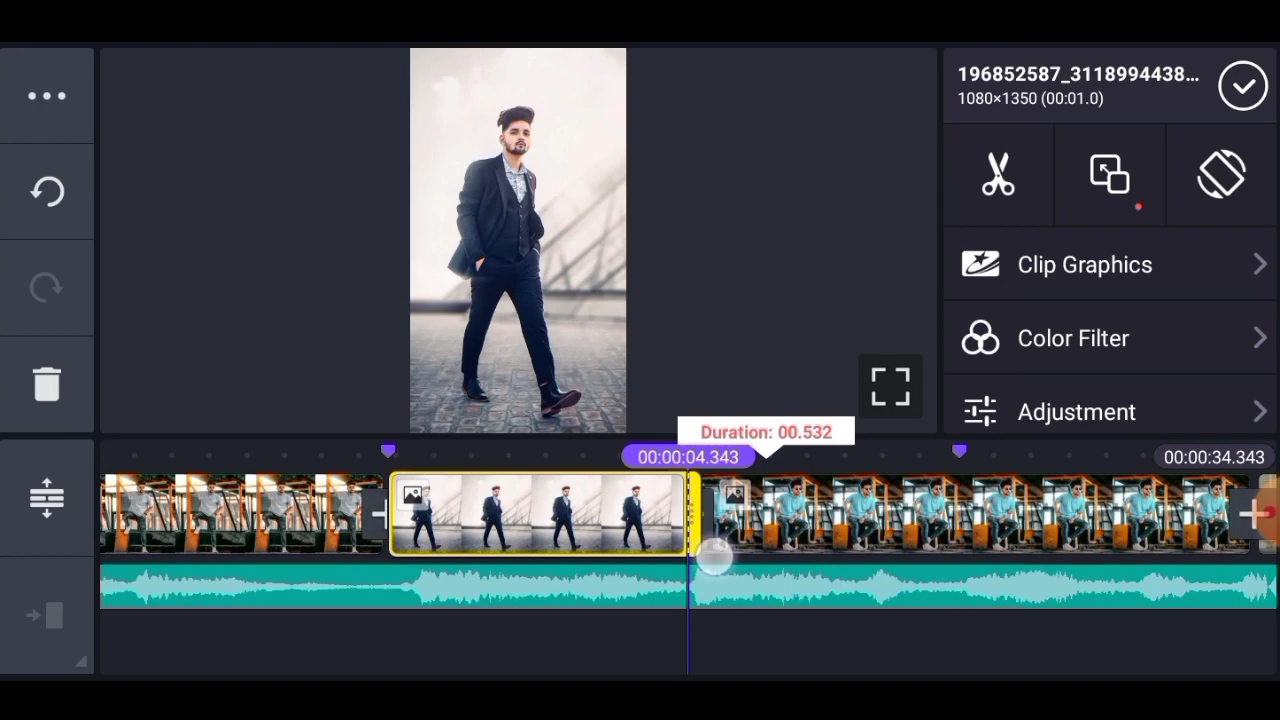 196852587_3118994438...
1080×1350 (00:01.0)
Clip Graphics
Color Filter
Adjustment
Duration: 00.532
00:00:04.343
00:00:34.343